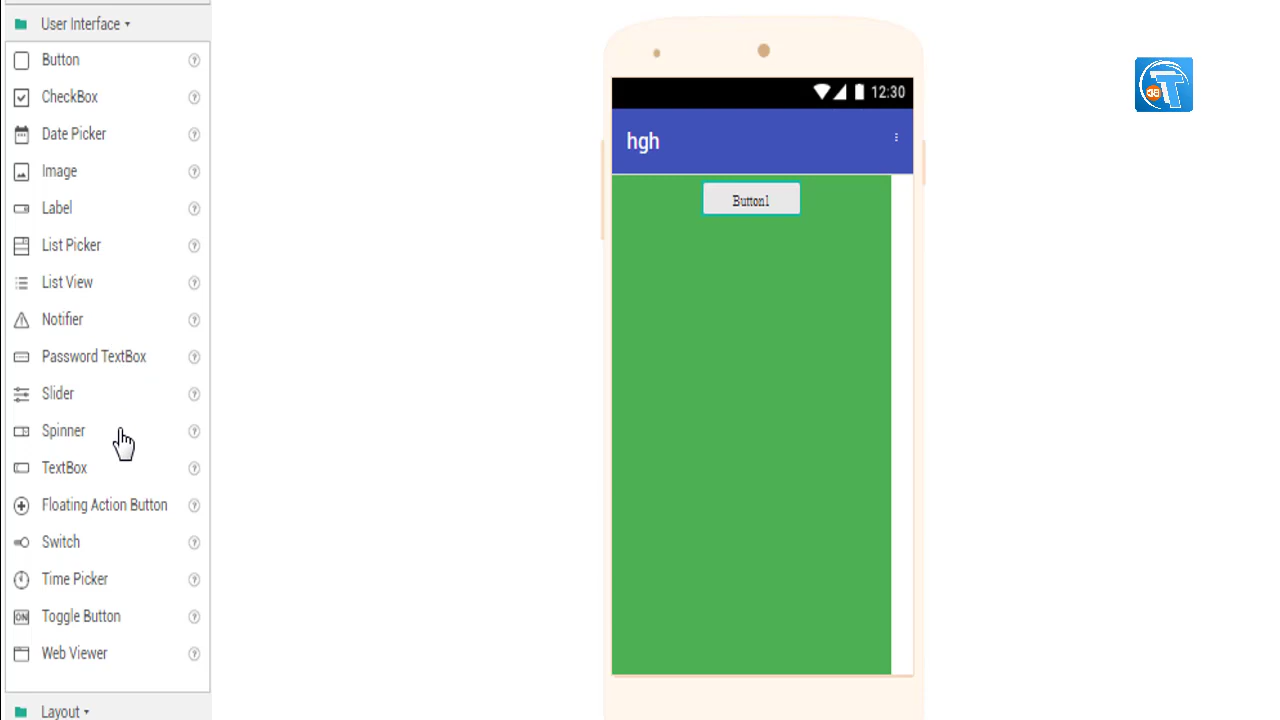 User Interface
Button
CheckBox
Date Picker
Image
Label
List Picker
List View
Notifier
Password TextBox
Slider
Spinner
TextBox
Floating Action Button
Switch
Time Picker
ON Toggle Button
Web Viewer
Layout
12:30
hgh
Button1
T